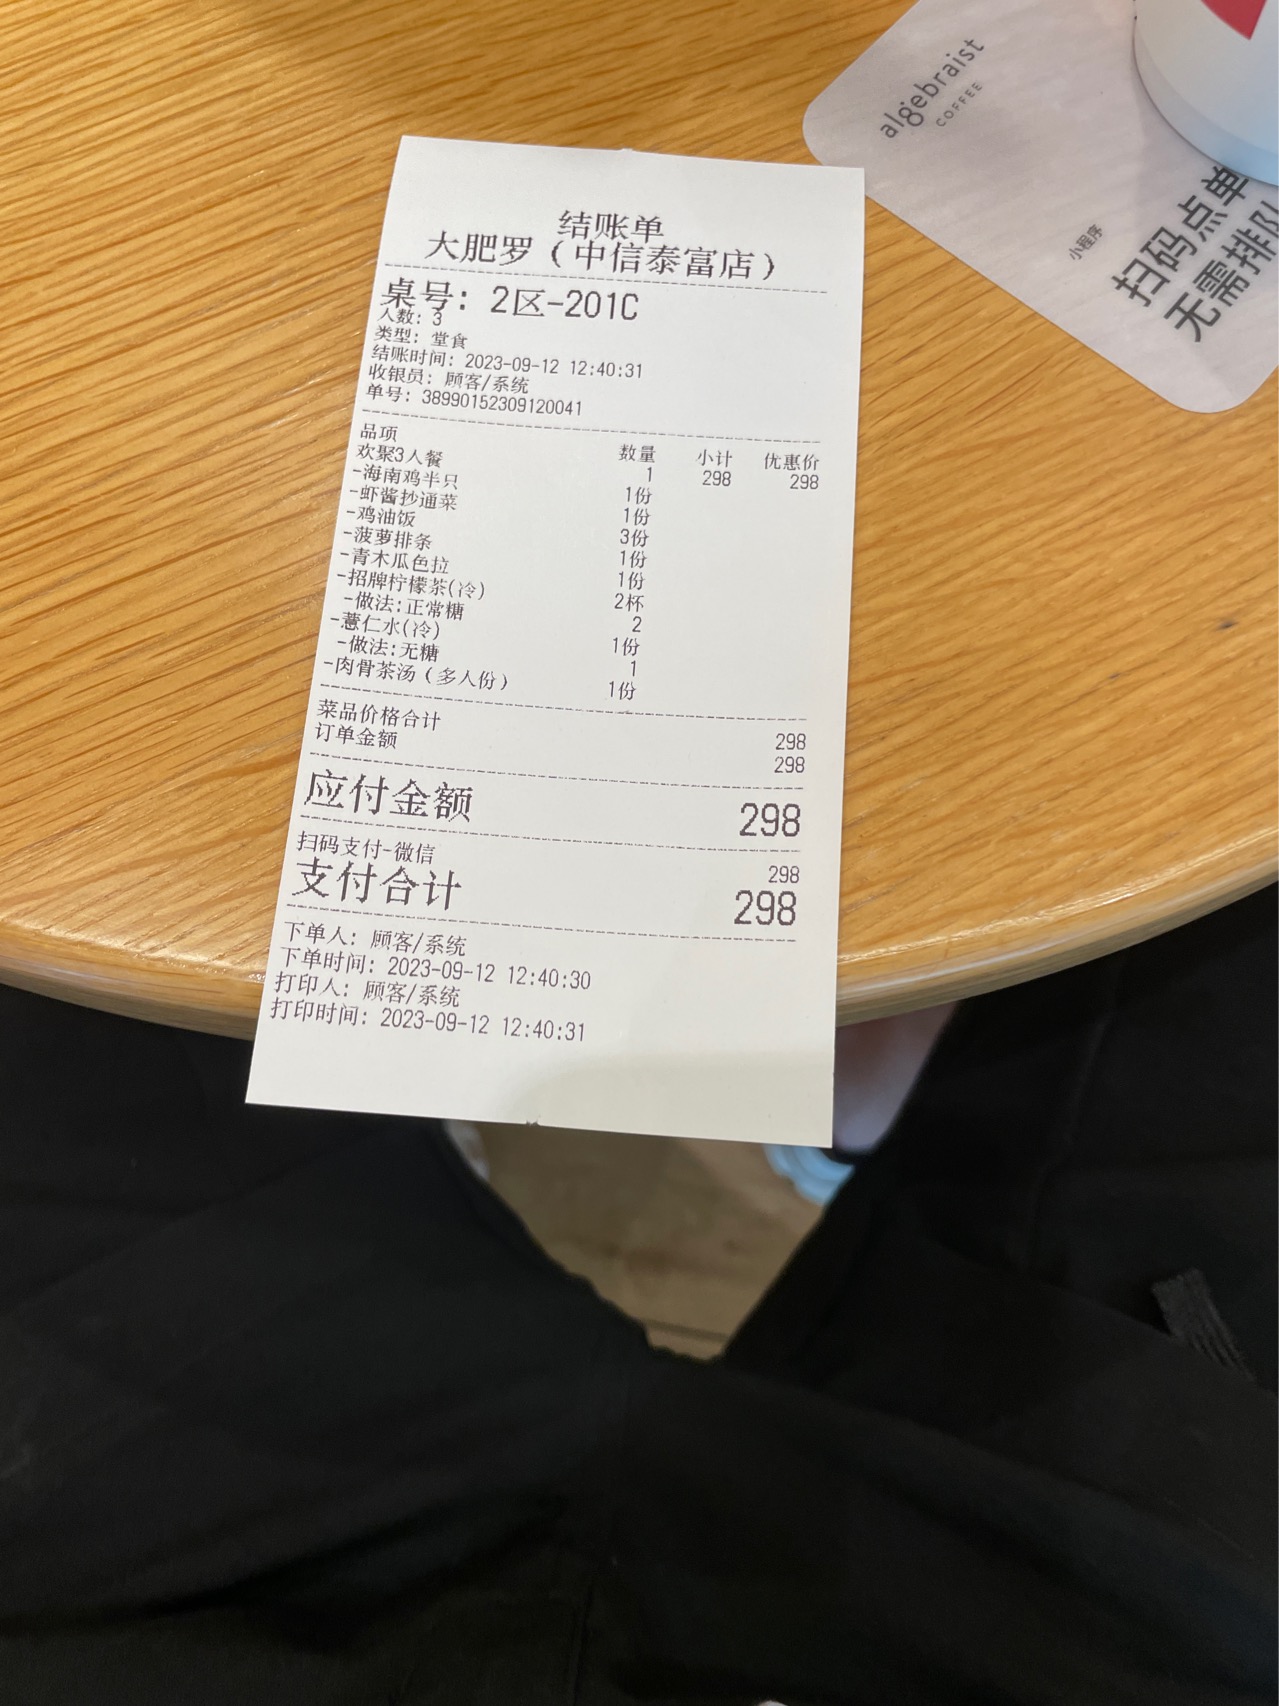 algebraist
COFFEE
小程序
扫码点单
无需排队
结账单
大肥罗（中信泰富店）
桌号: 2区-201C
人数: 3
类型: 堂食
结账时间: 2023-09-12 12:40:31
收银员: 顾客/系统
单号: 38990152309120041
品项 数量 小计 优惠价
欢聚3人餐 1 298 298
-海南鸡半只 1份
-虾酱抄通菜 1份
-鸡油饭 3份
-菠萝排条 1份
-青木瓜色拉 1份
-招牌柠檬茶(冷) 2杯
-做法:正常糖 2
-薏仁水(冷) 1份
-做法:无糖 1
-肉骨茶汤（多人份） 1份
菜品价格合计 298
订单金额 298
应付金额 298
扫码支付-微信 298
支付合计 298
下单人: 顾客/系统
下单时间: 2023-09-12 12:40:30
打印人: 顾客/系统
打印时间: 2023-09-12 12:40:31